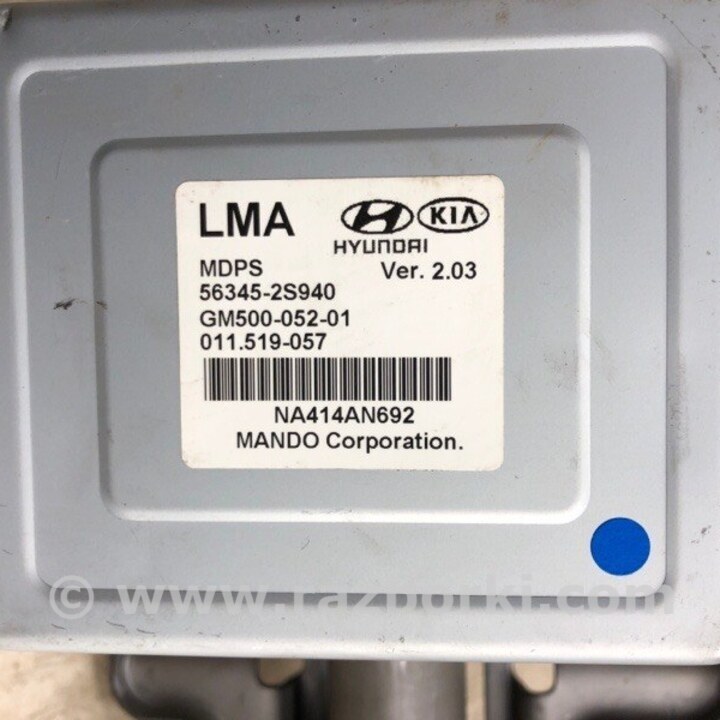 LMA
HYUNDAI
KIA
MDPS Ver. 2.03
56345-2S940
GM500-052-01
011.519-057
NA414AN692
MANDO Corporation.
© www.razborki.com